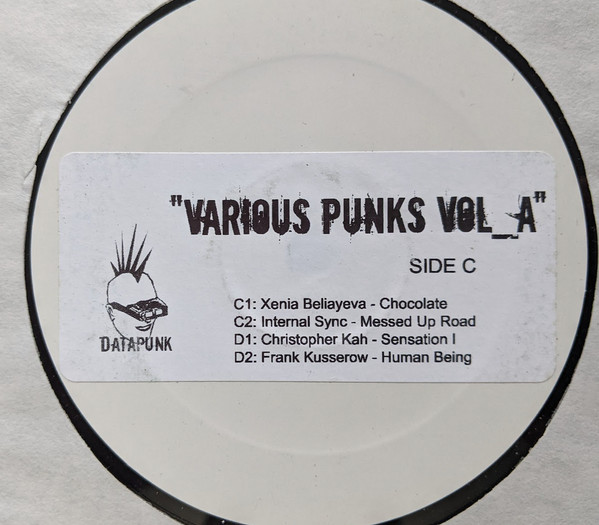 "VARIOUS PUNKS VOL_A"
SIDE C
C1: Xenia Beliayeva - Chocolate
C2: Internal Sync - Messed Up Road
D1: Christopher Kah - Sensation I
D2: Frank Kusserow - Human Being
DATAPUNK